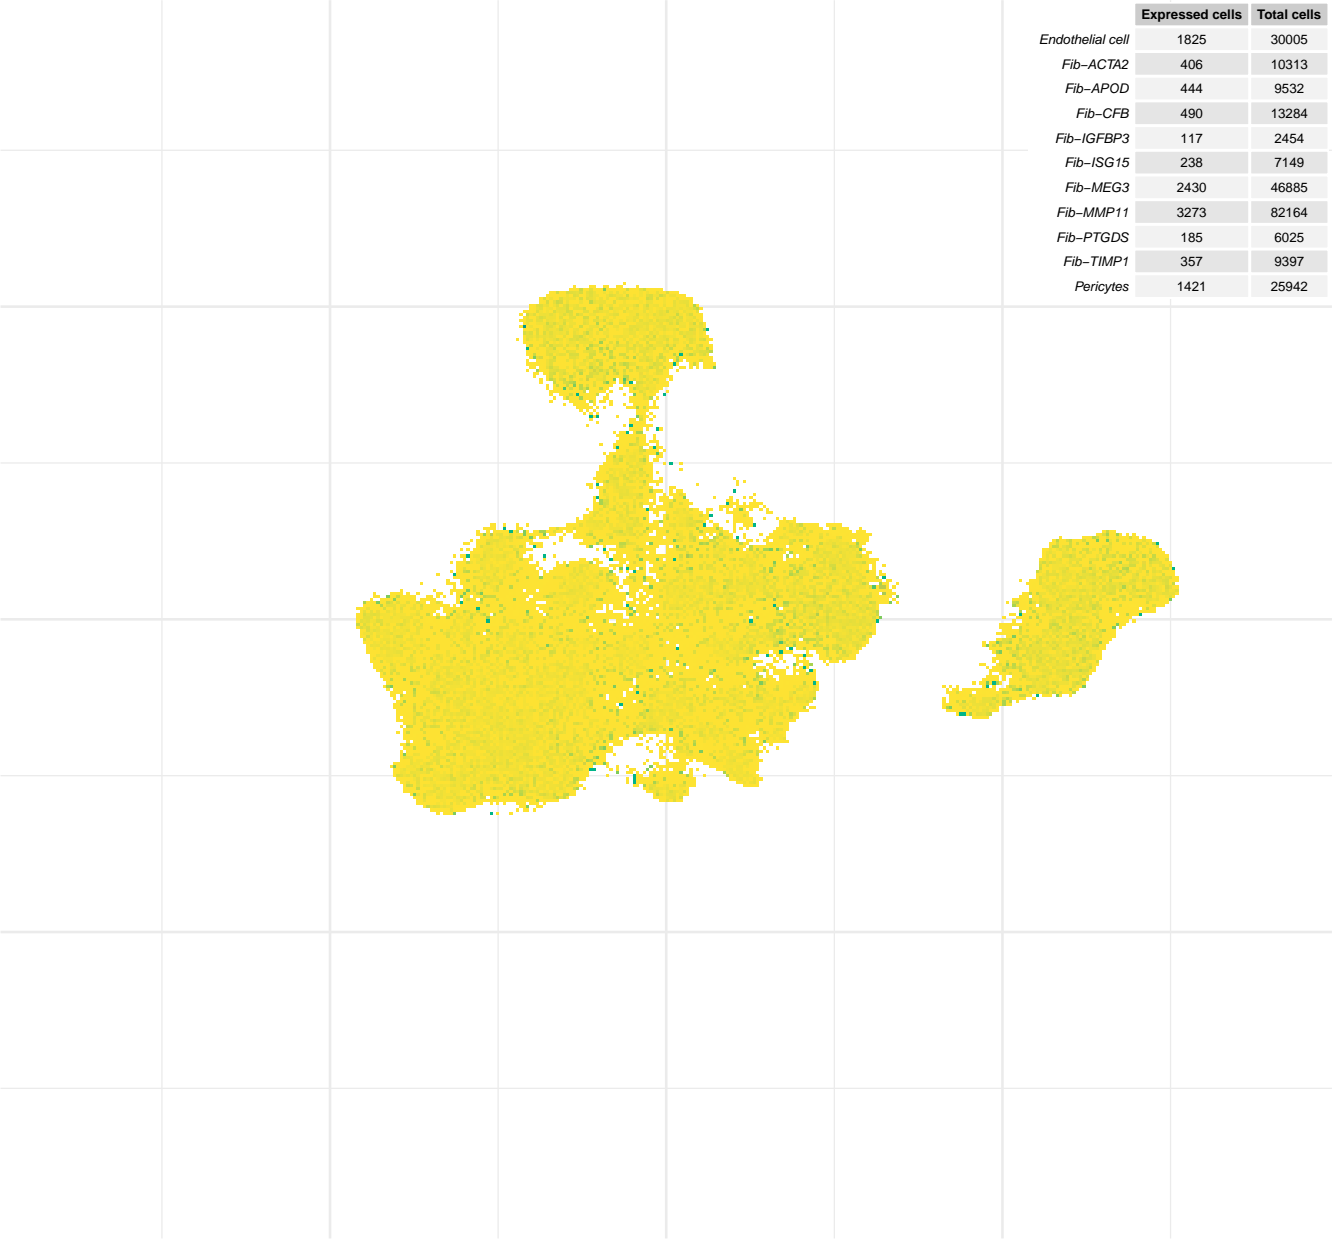 Expressed cells Total cells
Endothelial cell 1825 30005
Fib−ACTA2 406 10313
Fib−APOD 444 9532
Fib−CFB 490 13284
Fib−IGFBP3 117 2454
Fib−ISG15 238 7149
Fib−MEG3 2430 46885
Fib−MMP11 3273 82164
Fib−PTGDS 185 6025
Fib−TIMP1 357 9397
Pericytes 1421 25942